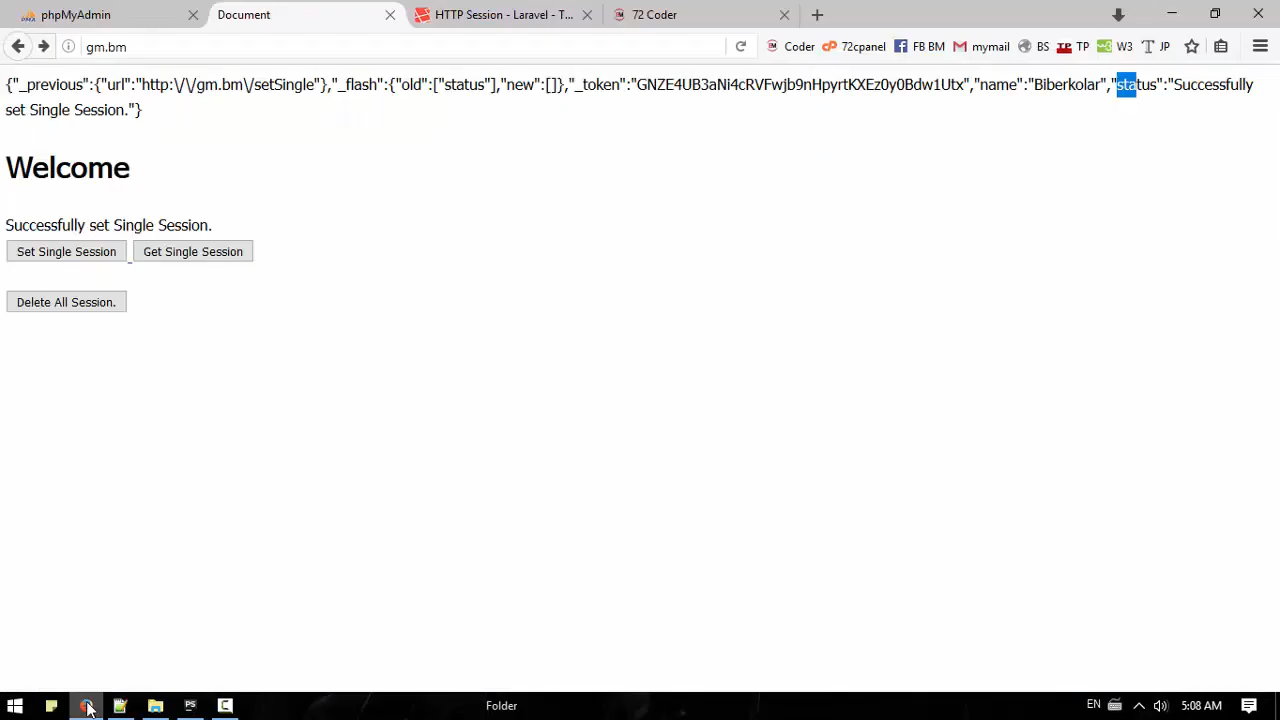 phpMyAdmin
Document
HTTP Session - Laravel - T...
72 Coder
gm.bm
Coder
72cpanel
FB BM
mymail
BS
TP
W3
JP
{"_previous":{"url":"http:\/\/gm.bm\/setSingle"},"_flash":{"old":["status"],"new":[]},"_token":"GNZE4UB3aNi4cRVFwjb9nHpyrtKXEz0y0Bdw1Utx","name":"Biberkolar","status":"Successfully
set Single Session."}
Welcome
Successfully set Single Session.
Set Single Session
Get Single Session
Delete All Session.
Folder
EN
5:08 AM